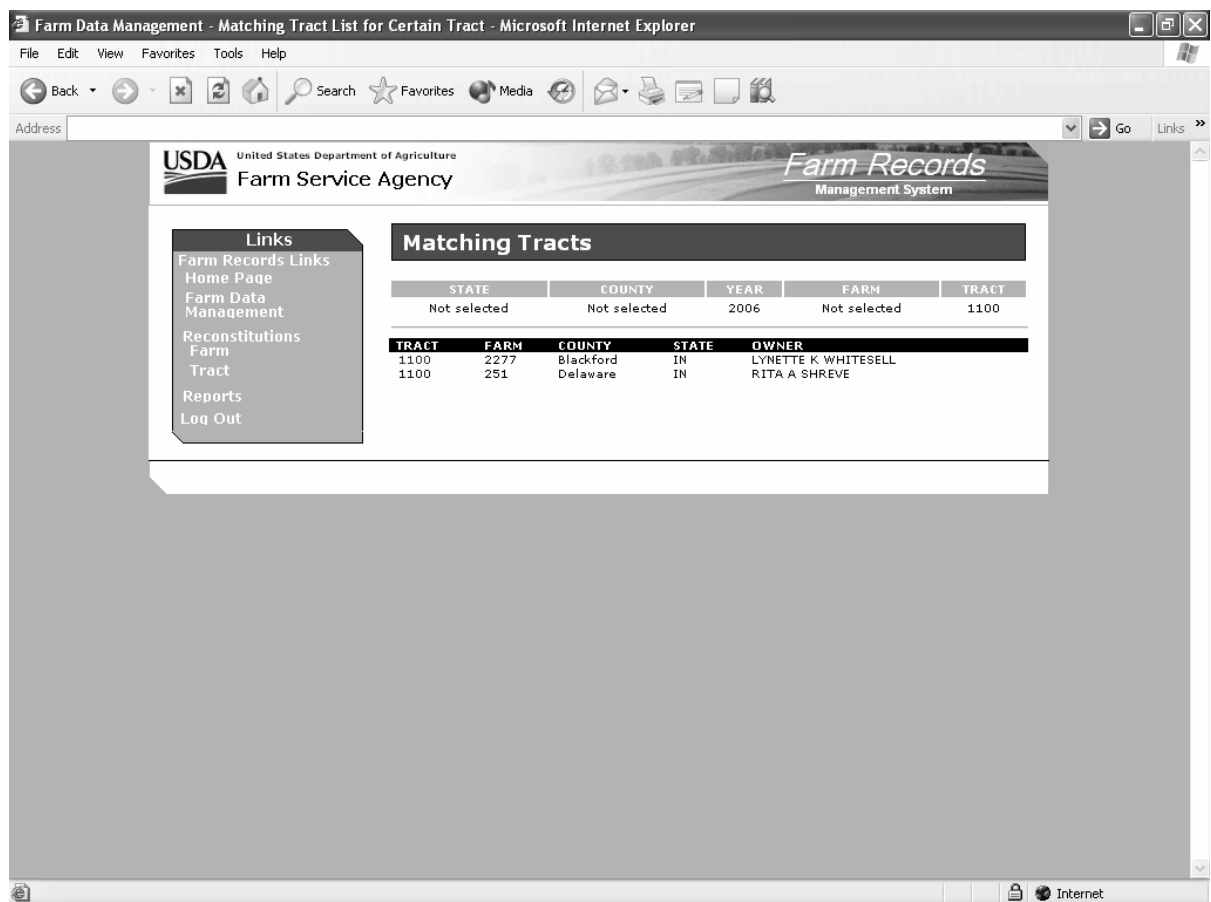 Farm Data Management - Matching Tract List for Certain Tract - Microsoft Internet Explorer
File Edit View Favorites Tools Help
Back Search Favorites Media
Address Go Links »
USDA United States Department of Agriculture
Farm Service Agency
Farm Records
Management System
Links
Farm Records Links
Home Page
Farm Data
Management
Reconstitutions
Farm
Tract
Reports
Log Out
Matching Tracts
STATE COUNTY YEAR FARM TRACT
Not selected Not selected 2006 Not selected 1100
TRACT FARM COUNTY STATE OWNER
1100 2277 Blackford IN LYNETTE K WHITESELL
1100 251 Delaware IN RITA A SHREVE
Internet